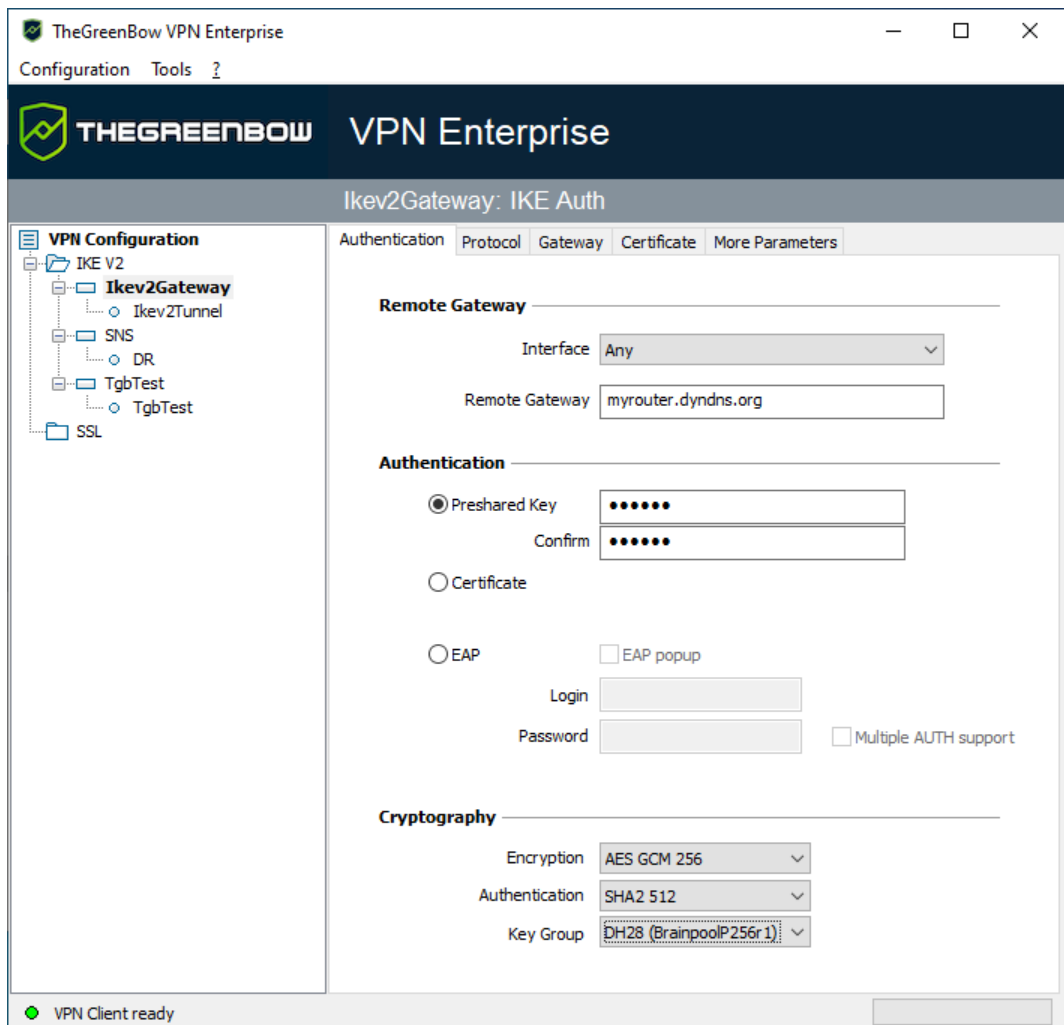 TheGreenBow VPN Enterprise
Configuration Tools ?
THEGREENBOW
VPN Enterprise
Ikev2Gateway: IKE Auth
VPN Configuration
IKE V2
Ikev2Gateway
Ikev2Tunnel
SNS
DR
TgbTest
TgbTest
SSL
Authentication Protocol Gateway Certificate More Parameters
Remote Gateway
Interface Any
Remote Gateway myrouter.dyndns.org
Authentication
Preshared Key ●●●●●●
Confirm ●●●●●●
Certificate
EAP EAP popup
Login
Password Multiple AUTH support
Cryptography
Encryption AES GCM 256
Authentication SHA2 512
Key Group DH28 (BrainpoolP256r1)
VPN Client ready